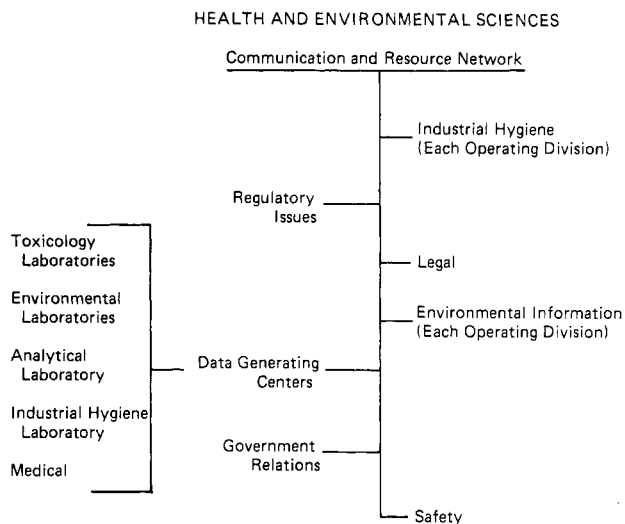 HEALTH AND ENVIRONMENTAL SCIENCES
Communication and Resource Network
Industrial Hygiene
(Each Operating Division)
Regulatory
Issues
Legal
Environmental Information
(Each Operating Division)
Toxicology
Laboratories
Environmental
Laboratories
Analytical
Laboratory
Industrial Hygiene
Laboratory
Medical
Data Generating
Centers
Government
Relations
Safety